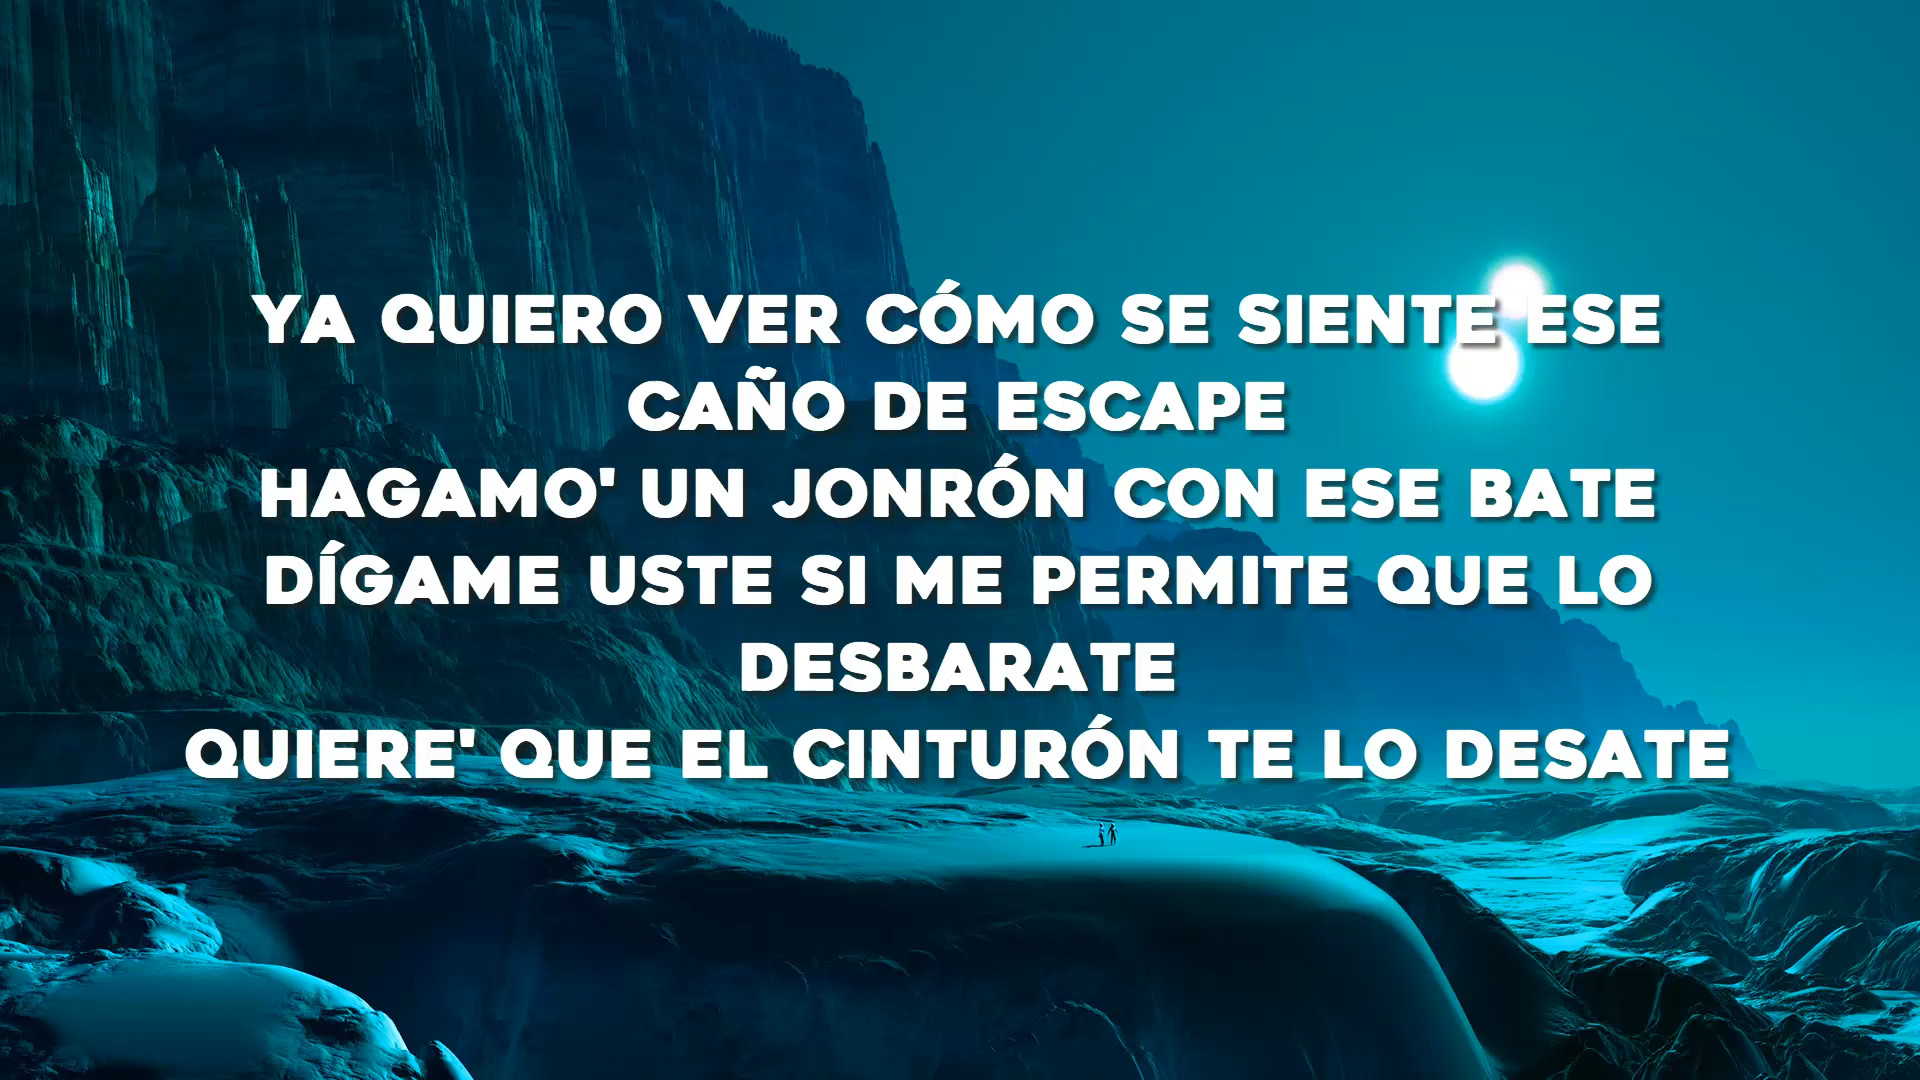 YA QUIERO VER CÓMO SE SIENTE ESE
CAÑO DE ESCAPE
HAGAMO' UN JONRÓN CON ESE BATE
DÍGAME USTE SI ME PERMITE QUE LO
DESBARATE
QUIERE' QUE EL CINTURÓN TE LO DESATE